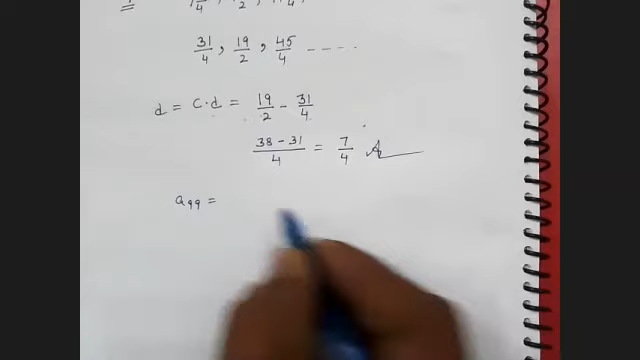 31/4, 19/2, 45/4 ----
d = C.d = 19/2 - 31/4
38 - 31/4 = 7/4 A
a99 =